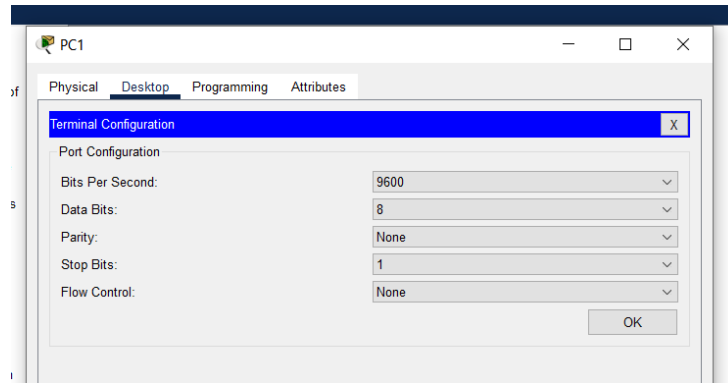 PC1
of
Physical Desktop Programming Attributes
Terminal Configuration X
Port Configuration
Bits Per Second: 9600
Data Bits: 8
Parity: None
s
Stop Bits: 1
Flow Control: None
OK